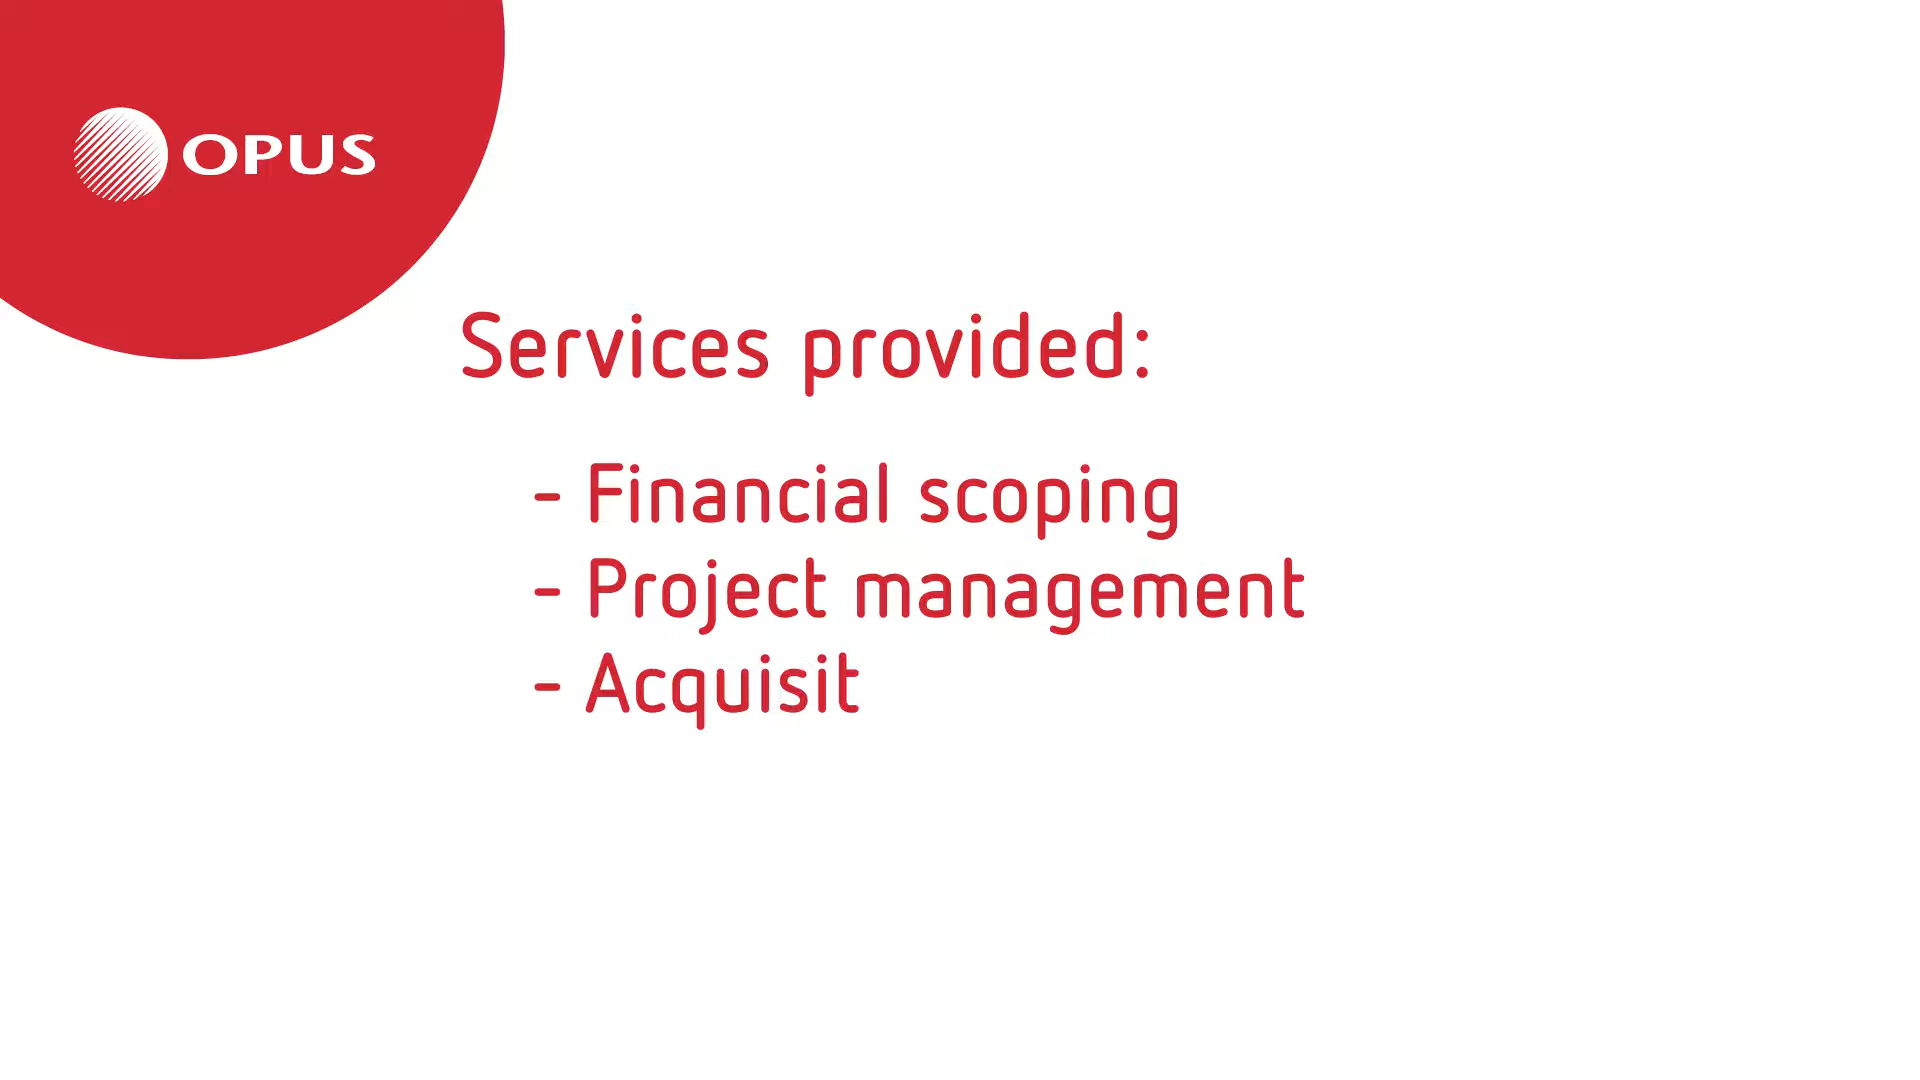 OPUS
Services provided:
- Financial scoping
- Project management
- Acquisit